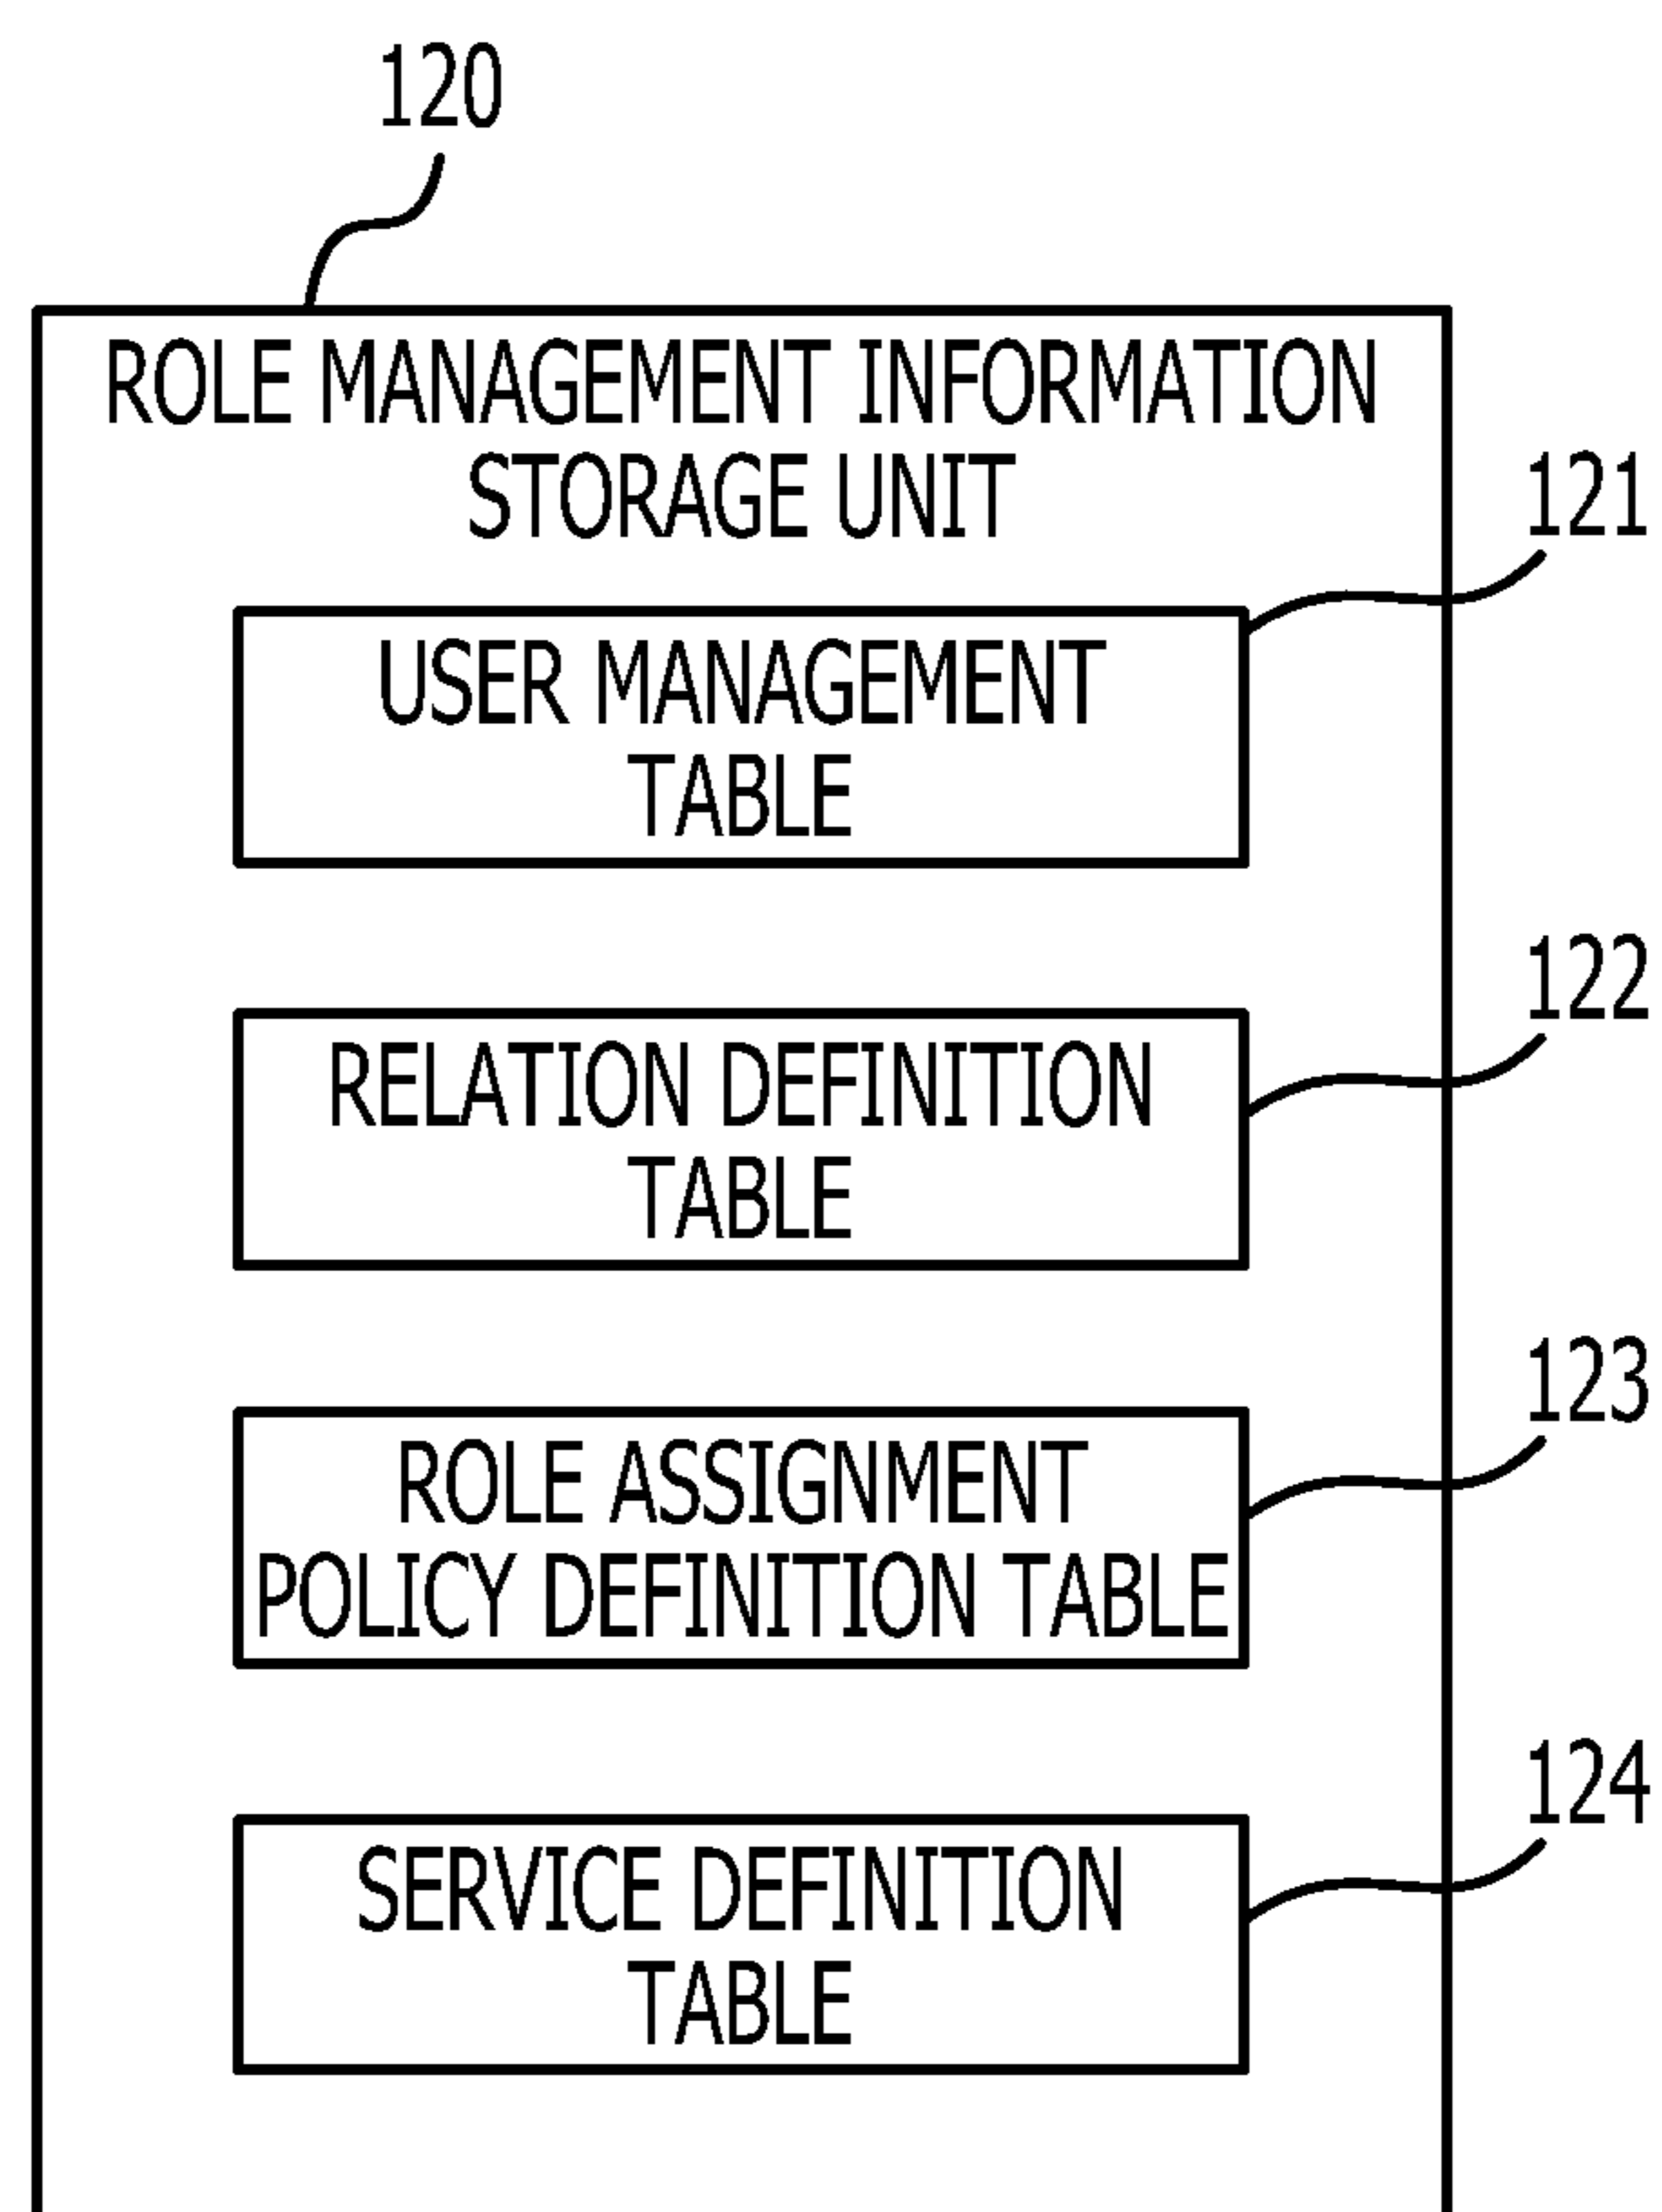 120
ROLE MANAGEMENT INFORMATION
STORAGE UNIT
121
USER MANAGEMENT
TABLE
122
RELATION DEFINITION
TABLE
123
ROLE ASSIGNMENT
POLICY DEFINITION TABLE
124
SERVICE DEFINITION
TABLE